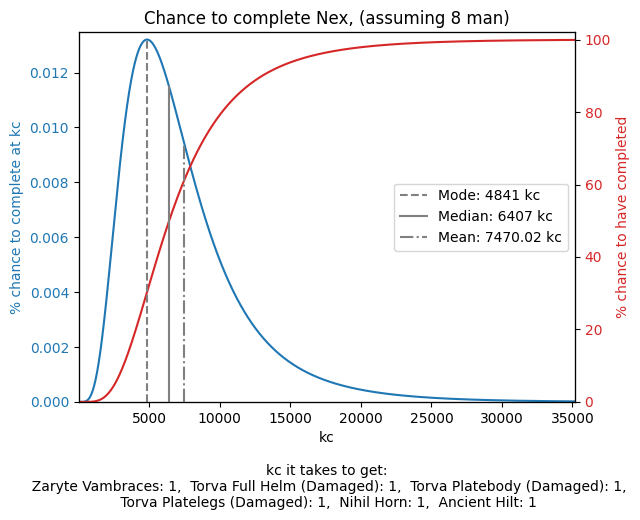 Chance to complete Nex, (assuming 8 man)
% chance to complete at kc
0.012
0.010
0.008
0.006
0.004
0.002
0.000
% chance to have completed
100
80
60
40
20
0
Mode: 4841 kc
Median: 6407 kc
Mean: 7470.02 kc
5000 10000 15000 20000 25000 30000 35000
kc
kc it takes to get:
Zaryte Vambraces: 1, Torva Full Helm (Damaged): 1, Torva Platebody (Damaged): 1,
Torva Platelegs (Damaged): 1, Nihil Horn: 1, Ancient Hilt: 1